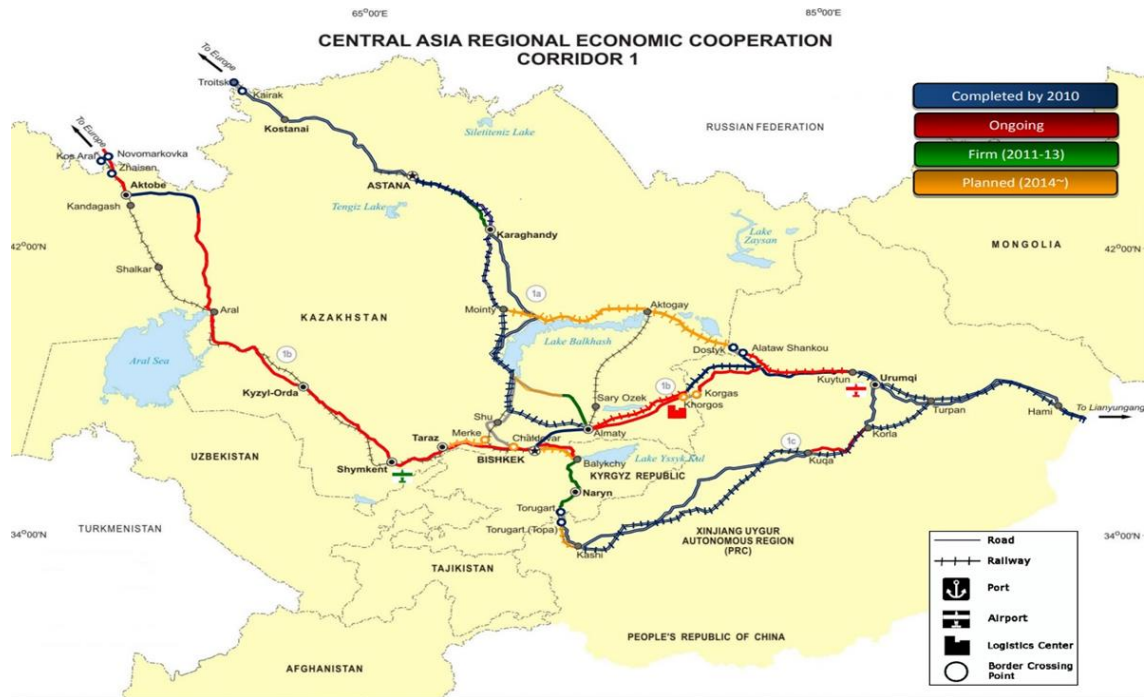 65°00'E
85°00'E
CENTRAL ASIA REGIONAL ECONOMIC COOPERATION
CORRIDOR 1
To Europe
Troitsk
Kairak
Kostanai
Siletiteniz Lake
RUSSIAN FEDERATION
Completed by 2010
Ongoing
Firm (2011-13)
Planned (2014~)
To Europe
Kos Aral
Novomarkovka
Zhaisen
Aktobe
Kandagash
ASTANA
Tengiz Lake
Karaghandy
Lake
Zaysan
MONGOLIA
42°00'N
42°00'N
Shalkar
Aral
KAZAKHSTAN
Mointy
1a
Aktogay
Lake Balkhash
Dostyk
Alataw Shankou
Aral Sea
1b
Kyzyl-Orda
1b
Korgas
Khorgos
Sary Ozek
Kuytun
Urumqi
Turpan
Hami
To Lianyungang
Shu
Merke
Chaldovar
Almaty
Taraz
BISHKEK
Korla
1c
Kuqa
UZBEKISTAN
Shymkent
Balykchy
Lake Yssyk Kul
KYRGYZ REPUBLIC
Naryn
TURKMENISTAN
Torugart
Torugart (Topa)
Kashi
34°00'N
34°00'N
XINJIANG UYGUR
AUTONOMOUS REGION
(PRC)
TAJIKISTAN
AFGHANISTAN
PEOPLE'S REPUBLIC OF CHINA
Road
Railway
Port
Airport
Logistics Center
Border Crossing
Point